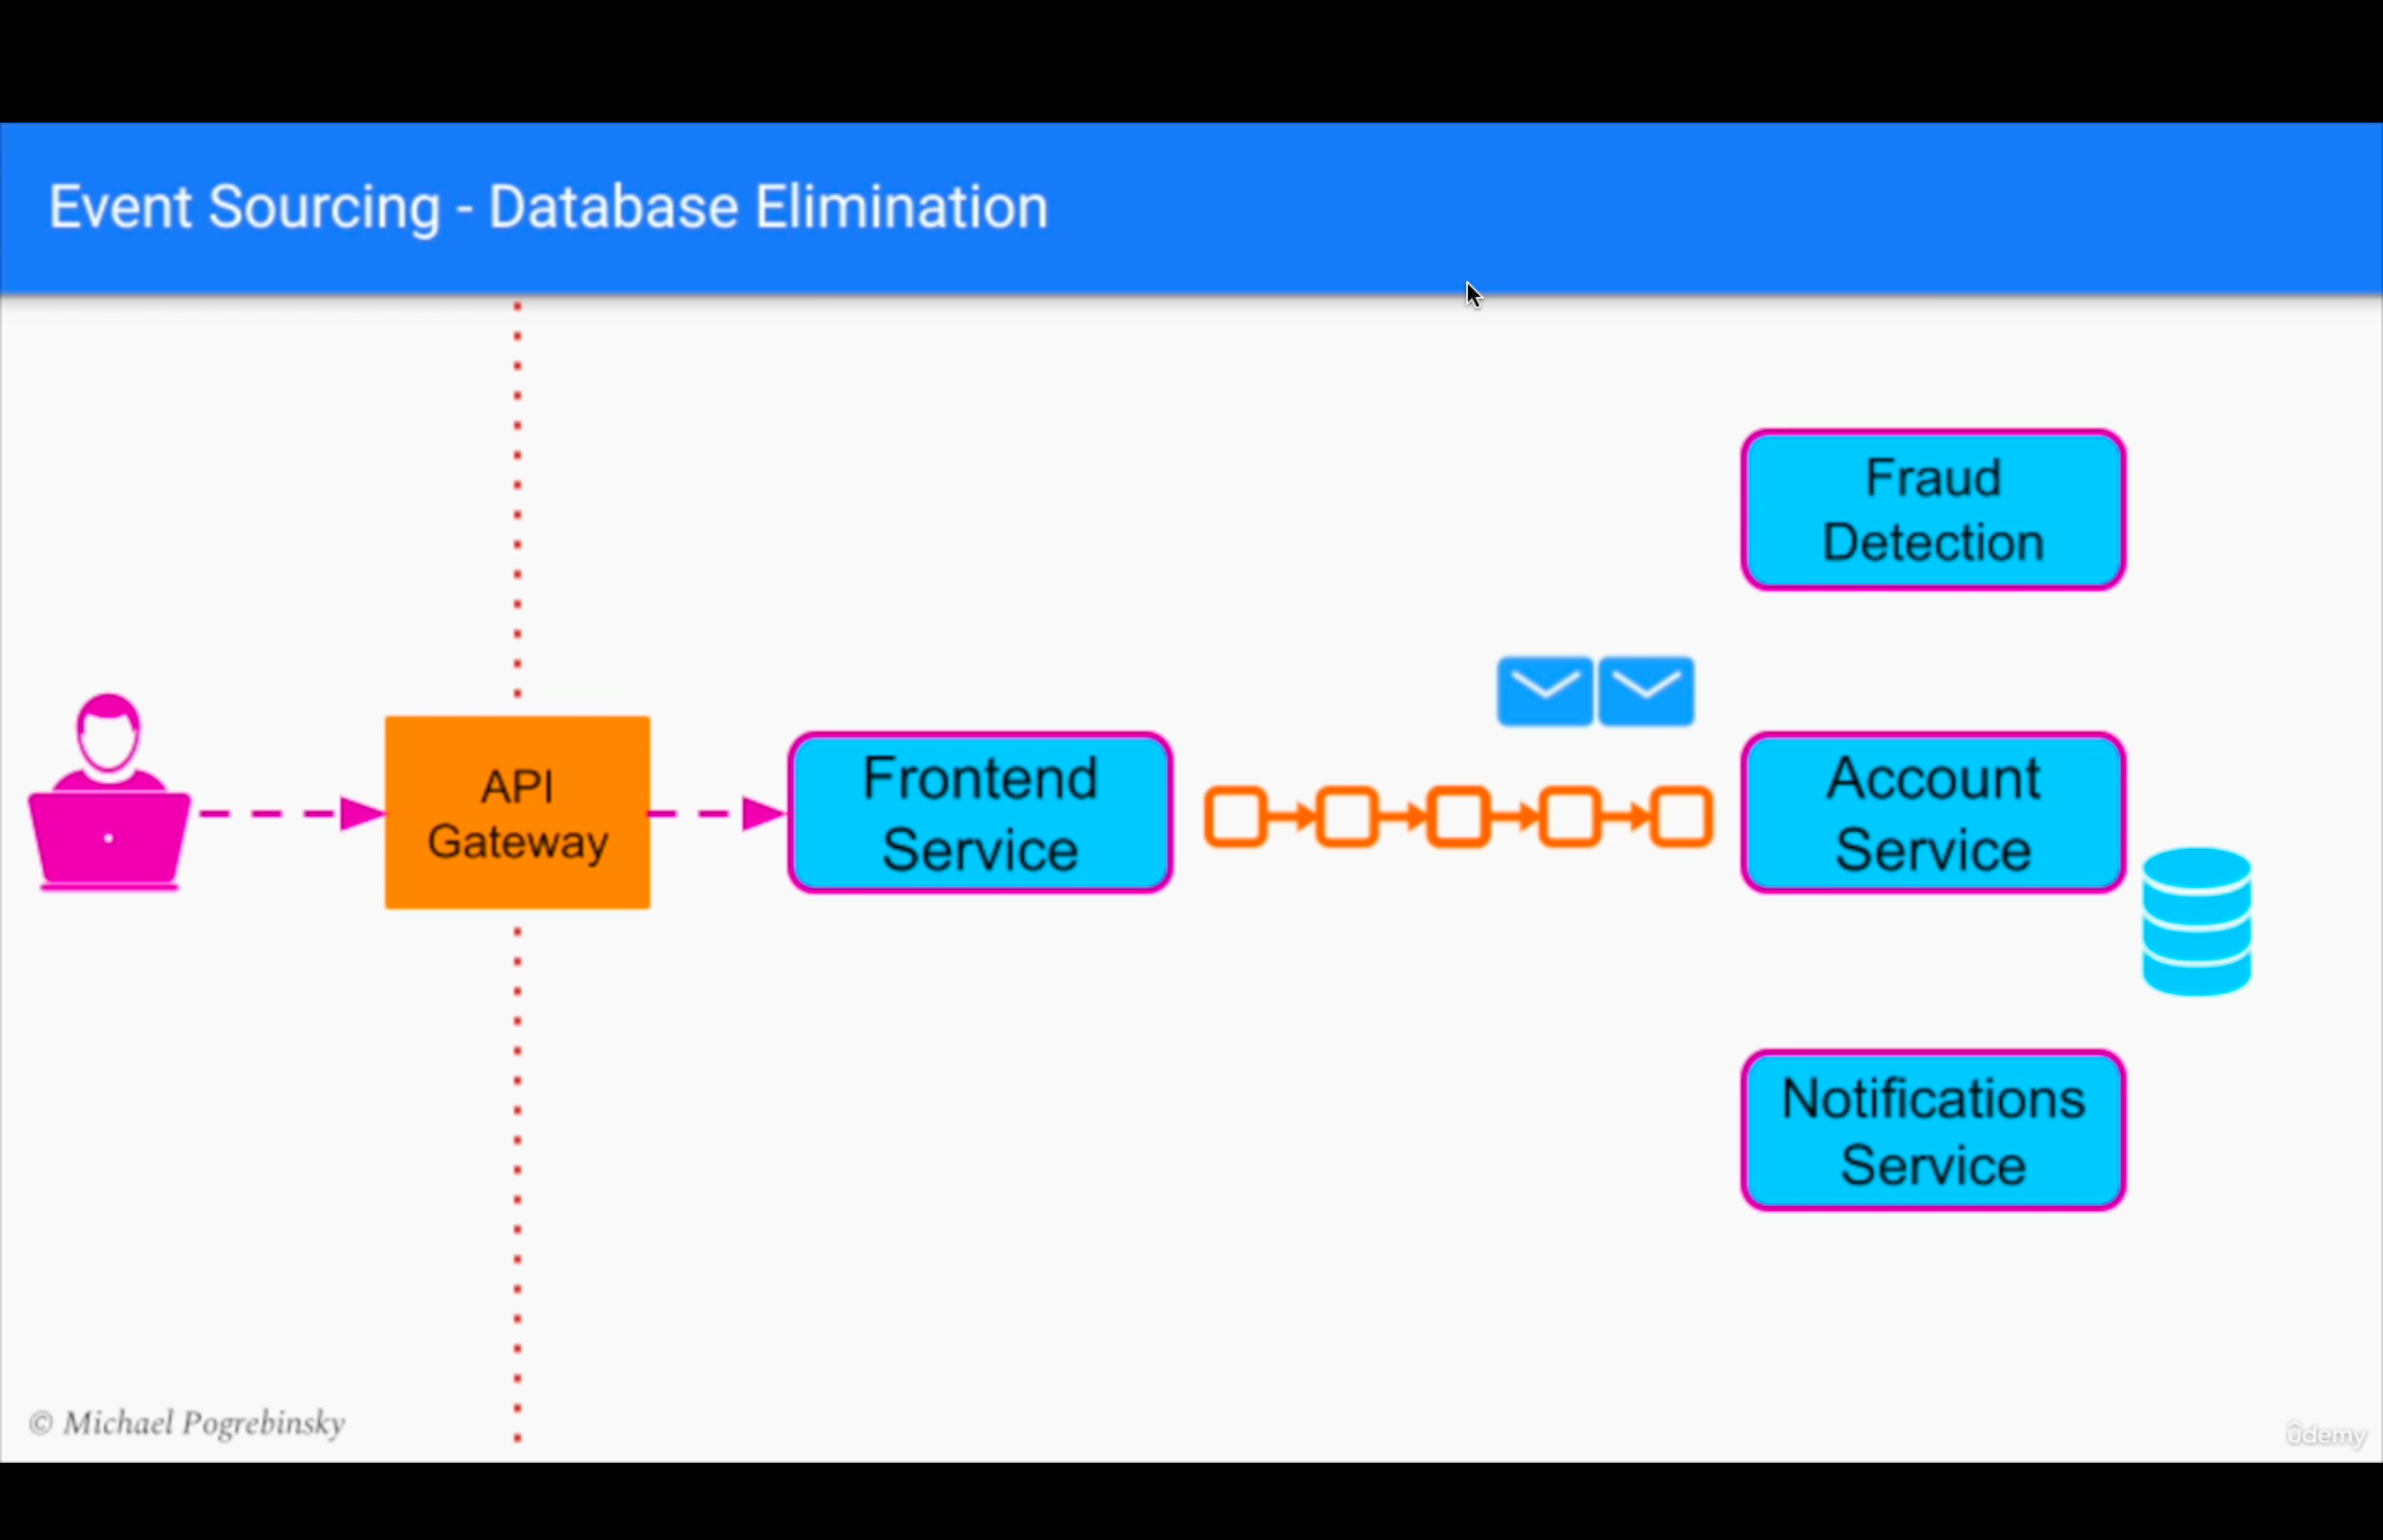 Event Sourcing - Database Elimination
Fraud
Detection
API
Gateway
Frontend
Service
Account
Service
Notifications
Service
© Michael Pogrebinsky
ûdemy